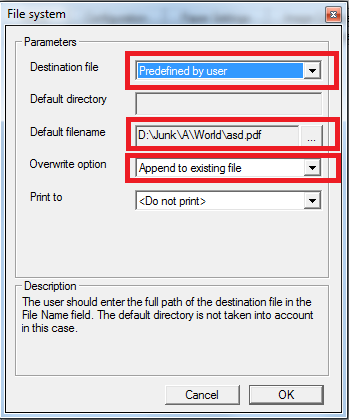 File system
Parameters
Destination file
Predefined by user
Default directory
Default filename
D:\Junk\A\World\asd.pdf
...
Overwrite option
Append to existing file
Print to
<Do not print>
Description
The user should enter the full path of the destination file in the
File Name field. The default directory is not taken into account
in this case.
Cancel
OK